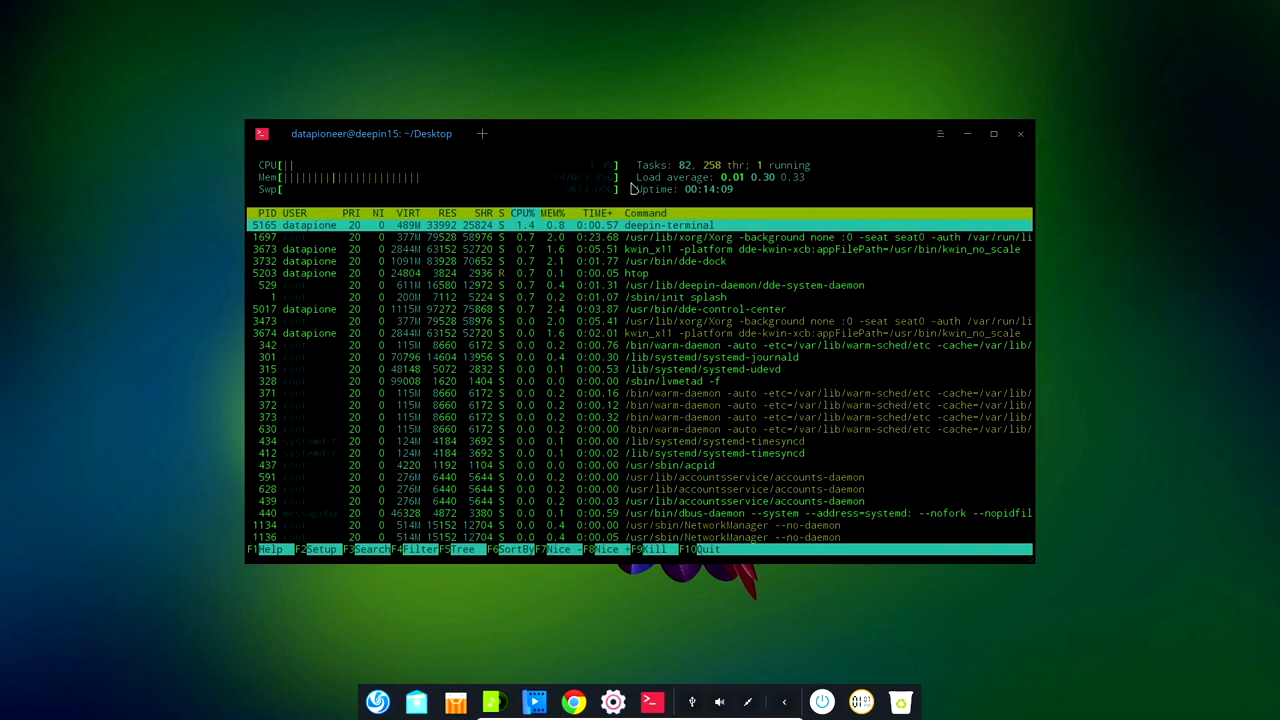 datapioneer@deepin15: ~/Desktop
CPU[|| 1.4%] Tasks: 82, 258 thr; 1 running
Mem[||||||||||||||||||||||| ] Load average: 0.01 0.30 0.33
Swp[ ] Uptime: 00:14:09
PID USER PRI NI VIRT RES SHR S CPU% MEM% TIME+ Command
5165 datapione 20 0 489M 33992 25824 S 1.4 0.8 0:00.57 deepin-terminal
1697 root 20 0 377M 79528 58976 S 0.7 2.0 0:23.68 /usr/lib/xorg/Xorg -background none :0 -seat seat0 -auth /var/run/li
3673 datapione 20 0 2844M 63152 52720 S 0.7 1.6 0:05.51 kwin_x11 -platform dde-kwin-xcb:appFilePath=/usr/bin/kwin_no_scale
3732 datapione 20 0 1091M 83928 70652 S 0.7 2.1 0:01.77 /usr/bin/dde-dock
5203 datapione 20 0 24804 3824 2936 R 0.7 0.1 0:00.05 htop
529 root 20 0 611M 16580 12972 S 0.7 0.4 0:01.31 /usr/lib/deepin-daemon/dde-system-daemon
1 root 20 0 200M 7112 5224 S 0.7 0.2 0:01.07 /sbin/init splash
5017 datapione 20 0 1115M 97272 75868 S 0.7 2.4 0:03.87 /usr/bin/dde-control-center
3473 root 20 0 377M 79528 58976 S 0.0 2.0 0:05.41 /usr/lib/xorg/Xorg -background none :0 -seat seat0 -auth /var/run/li
3674 datapione 20 0 2844M 63152 52720 S 0.0 1.6 0:02.01 kwin_x11 -platform dde-kwin-xcb:appFilePath=/usr/bin/kwin_no_scale
342 root 20 0 115M 8660 6172 S 0.0 0.2 0:00.76 /bin/warm-daemon -auto -etc=/var/lib/warm-sched/etc -cache=/var/lib/
301 root 20 0 70796 14604 13956 S 0.0 0.4 0:00.30 /lib/systemd/systemd-journald
315 root 20 0 48148 5072 2832 S 0.0 0.1 0:00.53 /lib/systemd/systemd-udevd
328 root 20 0 99008 1620 1404 S 0.0 0.0 0:00.00 /sbin/lvmetad -f
371 root 20 0 115M 8660 6172 S 0.0 0.2 0:00.16 /bin/warm-daemon -auto -etc=/var/lib/warm-sched/etc -cache=/var/lib/
372 root 20 0 115M 8660 6172 S 0.0 0.2 0:00.12 /bin/warm-daemon -auto -etc=/var/lib/warm-sched/etc -cache=/var/lib/
373 root 20 0 115M 8660 6172 S 0.0 0.2 0:00.32 /bin/warm-daemon -auto -etc=/var/lib/warm-sched/etc -cache=/var/lib/
630 root 20 0 115M 8660 6172 S 0.0 0.2 0:00.00 /bin/warm-daemon -auto -etc=/var/lib/warm-sched/etc -cache=/var/lib/
434 systemd-t 20 0 124M 4184 3692 S 0.0 0.1 0:00.00 /lib/systemd/systemd-timesyncd
412 systemd-t 20 0 124M 4184 3692 S 0.0 0.1 0:00.02 /lib/systemd/systemd-timesyncd
437 root 20 0 4220 1192 1104 S 0.0 0.0 0:00.00 /usr/sbin/acpid
591 root 20 0 276M 6440 5444 S 0.0 0.2 0:00.00 /usr/lib/accountsservice/accounts-daemon
628 root 20 0 276M 6440 5444 S 0.0 0.2 0:00.00 /usr/lib/accountsservice/accounts-daemon
439 root 20 0 276M 6440 5444 S 0.0 0.2 0:00.03 /usr/lib/accountsservice/accounts-daemon
440 messagebu 20 0 46328 4872 3380 S 0.0 0.1 0:00.59 /usr/bin/dbus-daemon --system --address=systemd: --nofork --nopidfil
1134 root 20 0 514M 15152 12704 S 0.0 0.4 0:00.00 /usr/sbin/NetworkManager --no-daemon
1136 root 20 0 514M 15152 12704 S 0.0 0.4 0:00.00 /usr/sbin/NetworkManager --no-daemon
F1Help F2Setup F3SearchF4FilterF5Tree F6SortByF7Nice -F8Nice +F9Kill F10Quit